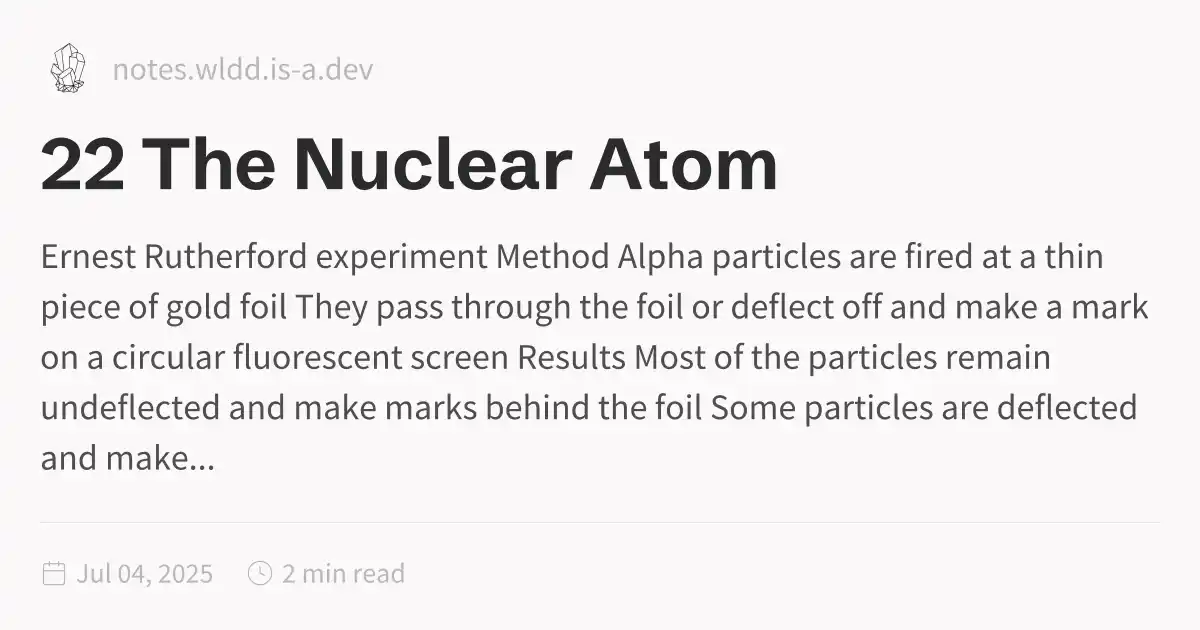 notes.wldd.is-a.dev
22 The Nuclear Atom
Ernest Rutherford experiment Method Alpha particles are fired at a thin
piece of gold foil They pass through the foil or deflect off and make a mark
on a circular fluorescent screen Results Most of the particles remain
undeflected and make marks behind the foil Some particles are deflected
and make...
Jul 04, 2025 2 min read